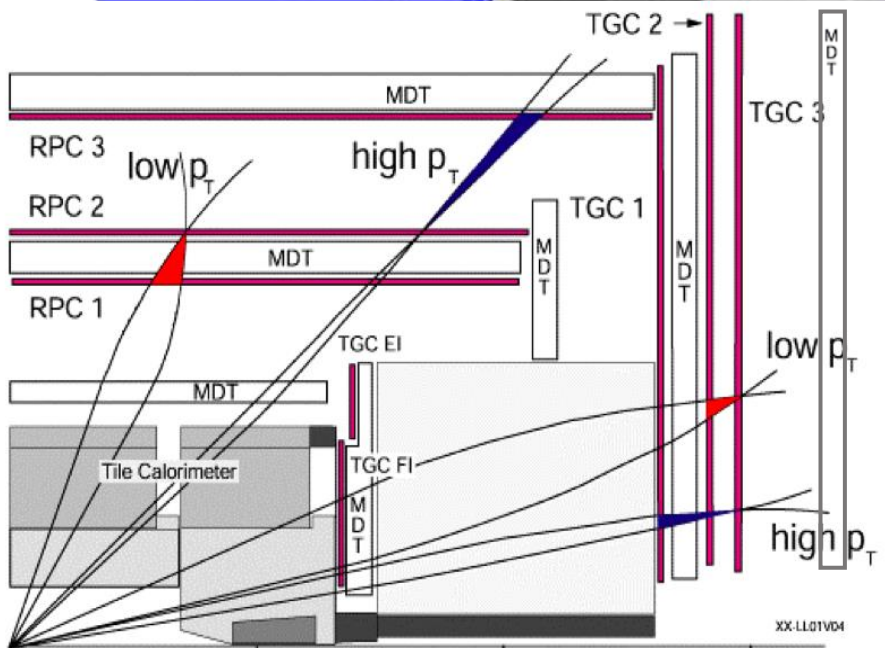 TGC 2
MDT
MDT
TGC 3
RPC 3
low pT
high pT
RPC 2
TGC 1
MDT
MDT
MDT
RPC 1
TGC EI
low pT
MDT
Tile Calorimeter
TGC FI
MDT
high pT
XX-LL01V04